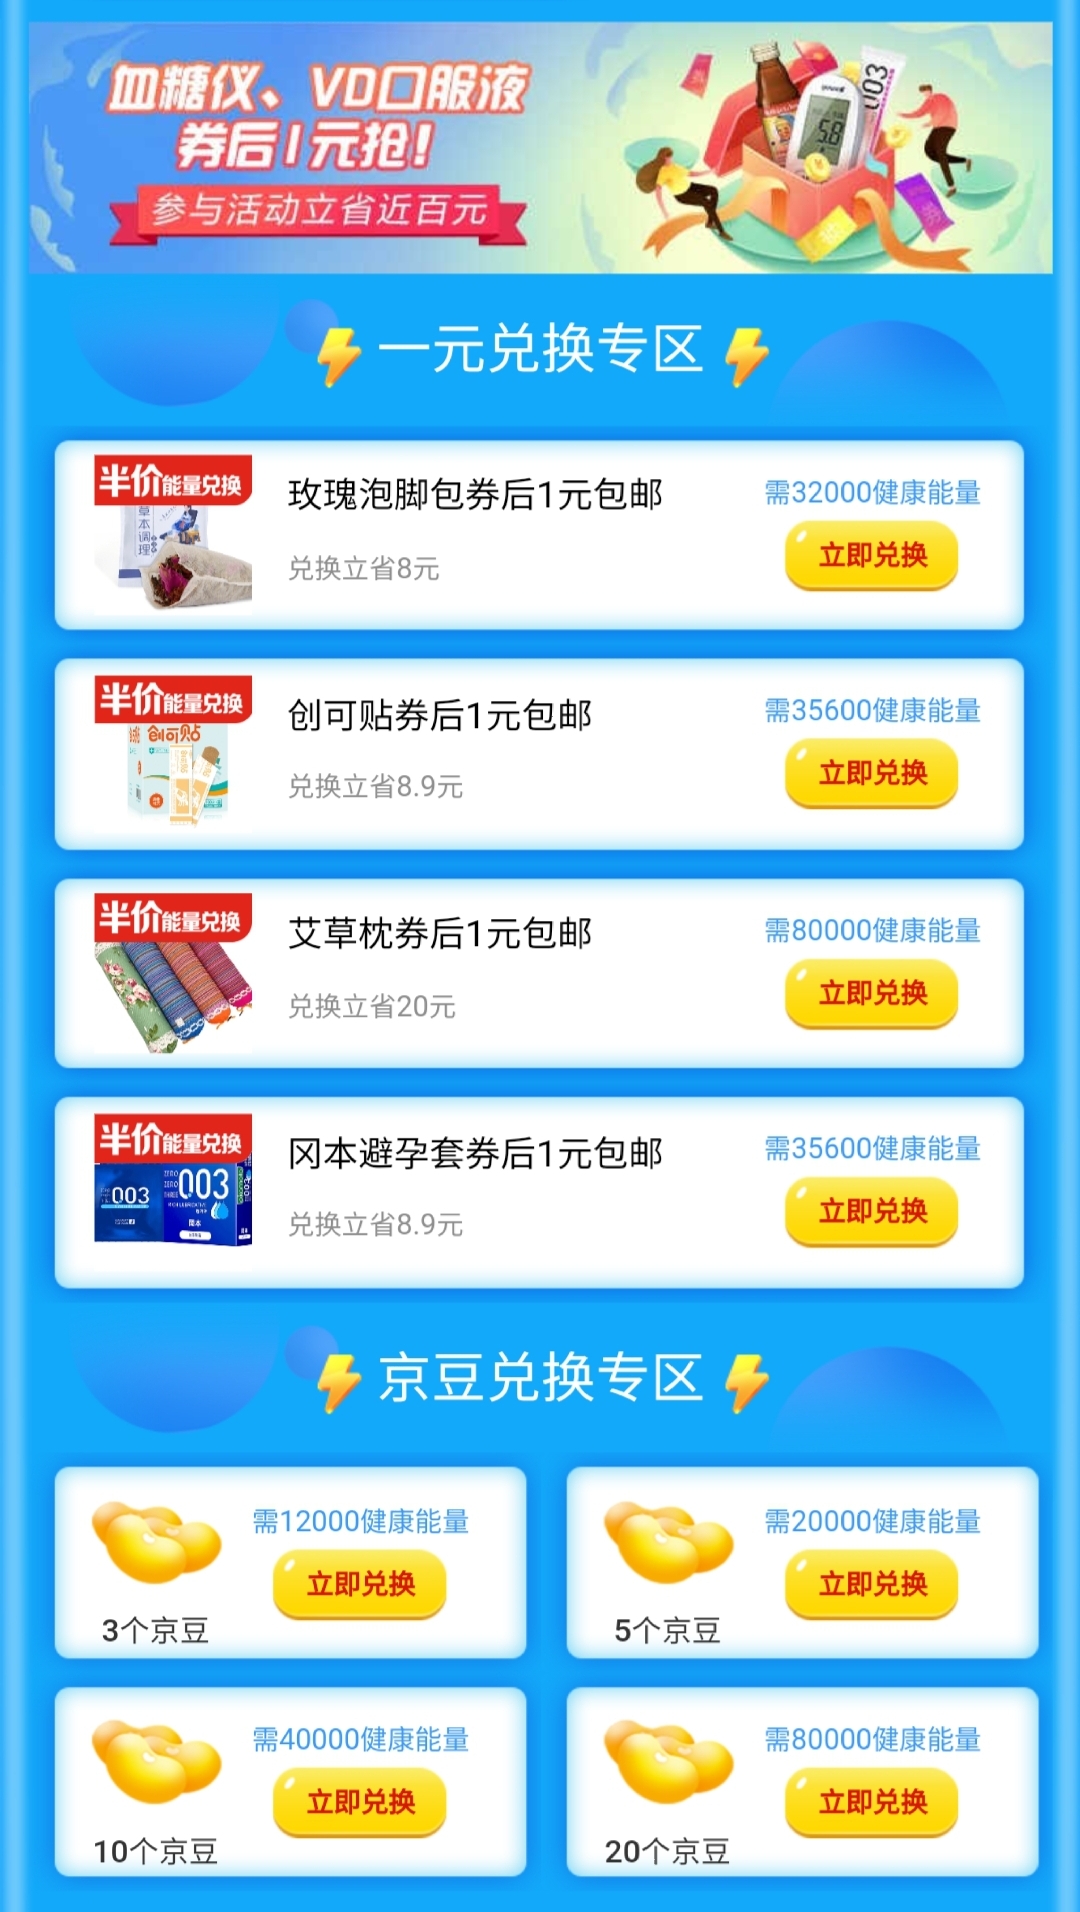 血糖仪、VD口服液
券后1元抢!
参与活动立省近百元
003
5.8
券
一元兑换专区
半价能量兑换
草本调理
玫瑰泡脚包券后1元包邮
需32000健康能量
立即兑换
兑换立省8元
半价能量兑换
创可贴
创可贴券后1元包邮
需35600健康能量
立即兑换
兑换立省8.9元
半价能量兑换
艾草枕券后1元包邮
需80000健康能量
立即兑换
兑换立省20元
半价能量兑换
003
003
冈本避孕套券后1元包邮
需35600健康能量
立即兑换
兑换立省8.9元
京豆兑换专区
需12000健康能量
立即兑换
3个京豆
需20000健康能量
立即兑换
5个京豆
需40000健康能量
立即兑换
10个京豆
需80000健康能量
立即兑换
20个京豆